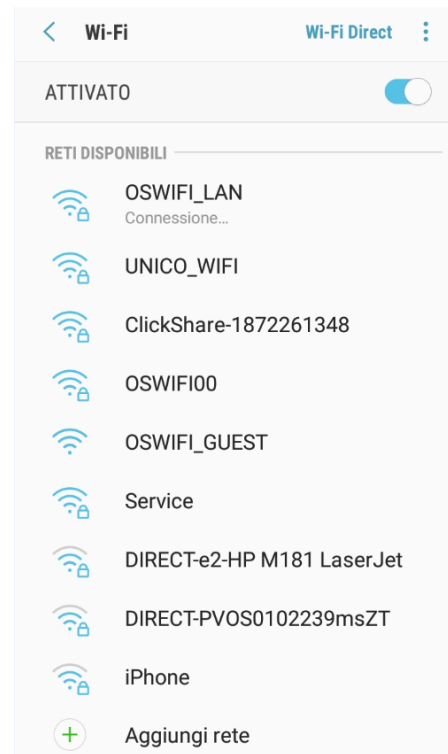 Wi-Fi
Wi-Fi Direct
ATTIVATO
RETI DISPONIBILI
OSWIFI_LAN
Connessione...
UNICO_WIFI
ClickShare-1872261348
OSWIFI00
OSWIFI_GUEST
Service
DIRECT-e2-HP M181 LaserJet
DIRECT-PVOS0102239msZT
iPhone
Aggiungi rete